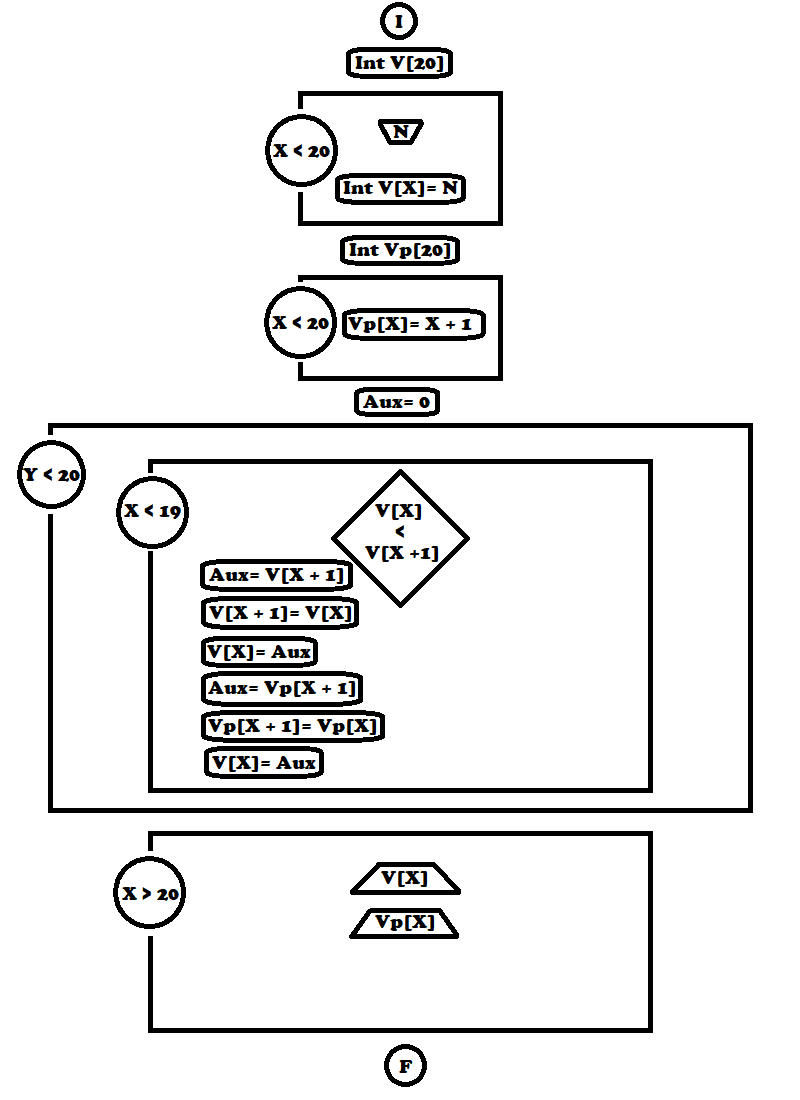 I
Int V[20]
N
X < 20
Int V[X]= N
Int Vp[20]
X < 20
Vp[X]= X + 1
Aux= 0
Y < 20
X < 19
V[X]
<
V[X +1]
Aux= V[X + 1]
V[X + 1]= V[X]
V[X]= Aux
Aux= Vp[X + 1]
Vp[X + 1]= Vp[X]
V[X]= Aux
X > 20
V[X]
Vp[X]
F